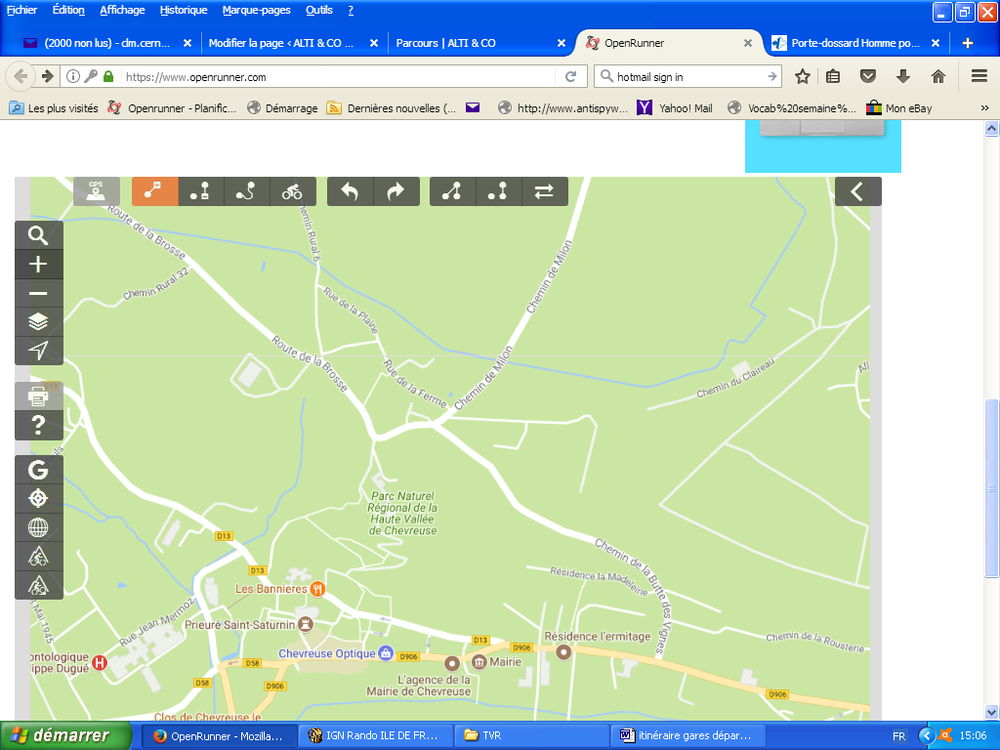 Fichier Édition Affichage Historique Marque-pages Outils ?
(2000 non lus) - clm.cern... Modifier la page ‹ ALTI & CO ... Parcours | ALTI & CO OpenRunner Porte-dossard Homme po...
https://www.openrunner.com hotmail sign in
Les plus visités Openrunner - Planific... Démarrage Dernières nouvelles (... http://www.antispyw... Yahoo! Mail Vocab%20semaine%... Mon eBay »
GPS
Route de la Brosse
Chemin Rural 6
Chemin de Milon
Chemin Rural 32
Rue de la Plaine
Route de la Brosse
Rue de la Ferme
Chemin de Milon
Chemin du Claireau
All
?
G
Parc Naturel
Régional de la
Haute Vallée
de Chevreuse
D13
D13
Chemin de la Butte des Vignes
Résidence la Madeleine
Les Bannieres
8 Mai 1945
Rue Jean Mermoz
Prieuré Saint-Saturnin
Chemin de la Rousterie
Résidence l'ermitage
D13
D906
Chevreuse Optique
D906
ontologique
ippe Dugué
H
D58
Mairie
L'agence de la
Mairie de Chevreuse
D58
D906
D906
Clos de Chevreuse le
démarrer OpenRunner - Mozilla... IGN Rando ILE DE FR... TVR itinéraire gares dépar... FR 15:06